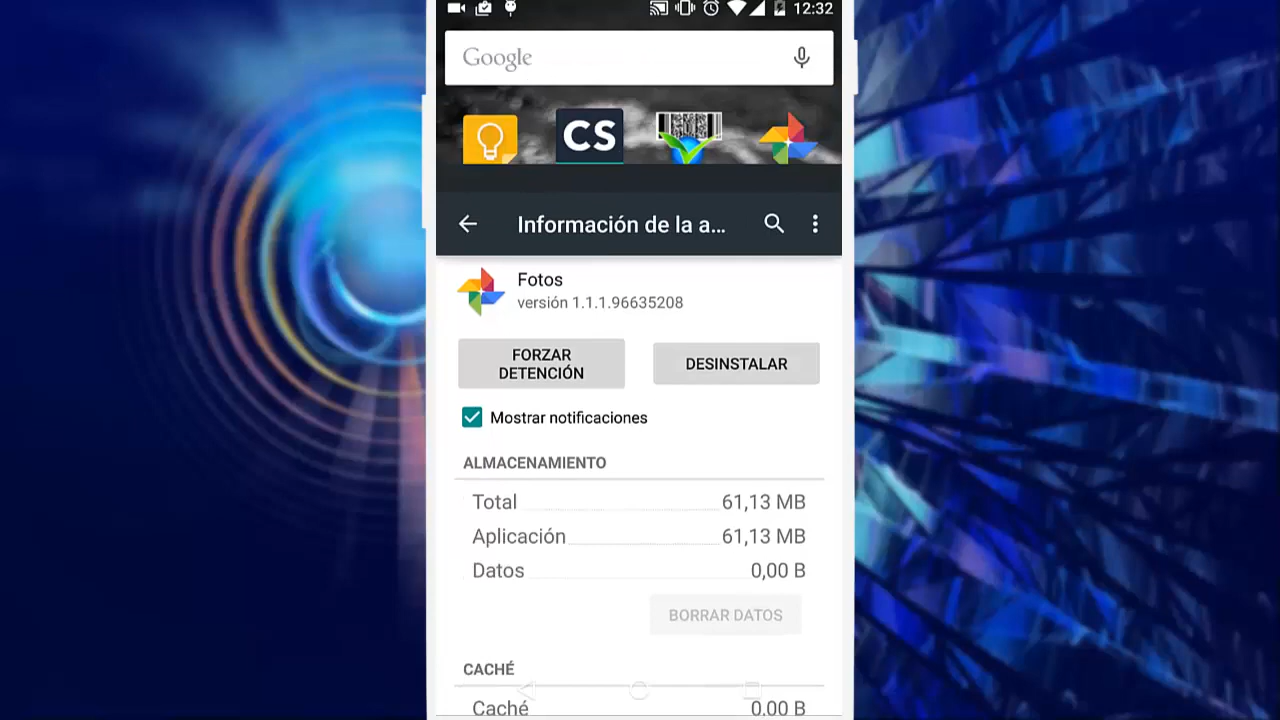 12:32
Google
CS
Información de la a...
Fotos
versión 1.1.1.96635208
FORZAR
DETENCIÓN
DESINSTALAR
Mostrar notificaciones
ALMACENAMIENTO
Total 61,13 MB
Aplicación 61,13 MB
Datos 0,00 B
BORRAR DATOS
CACHÉ
Caché 0,00 B